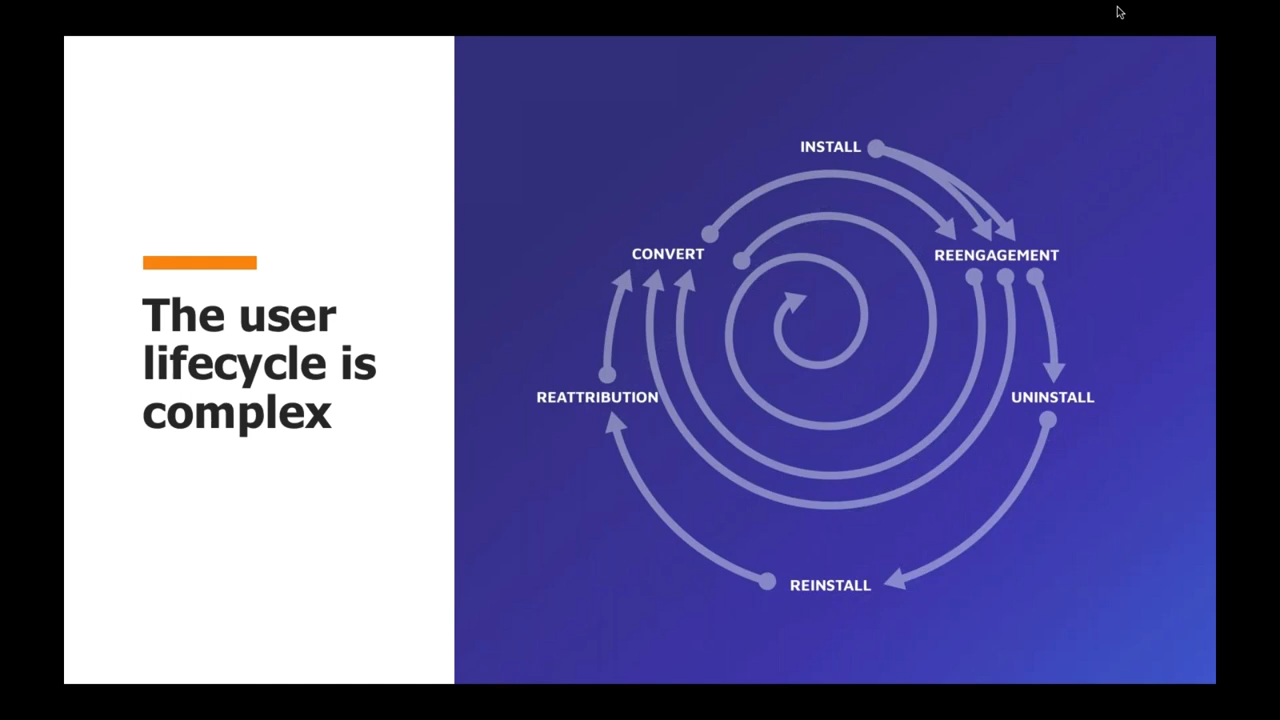 The user
lifecycle is
complex
INSTALL
CONVERT
REENGAGEMENT
REATTRIBUTION
UNINSTALL
REINSTALL